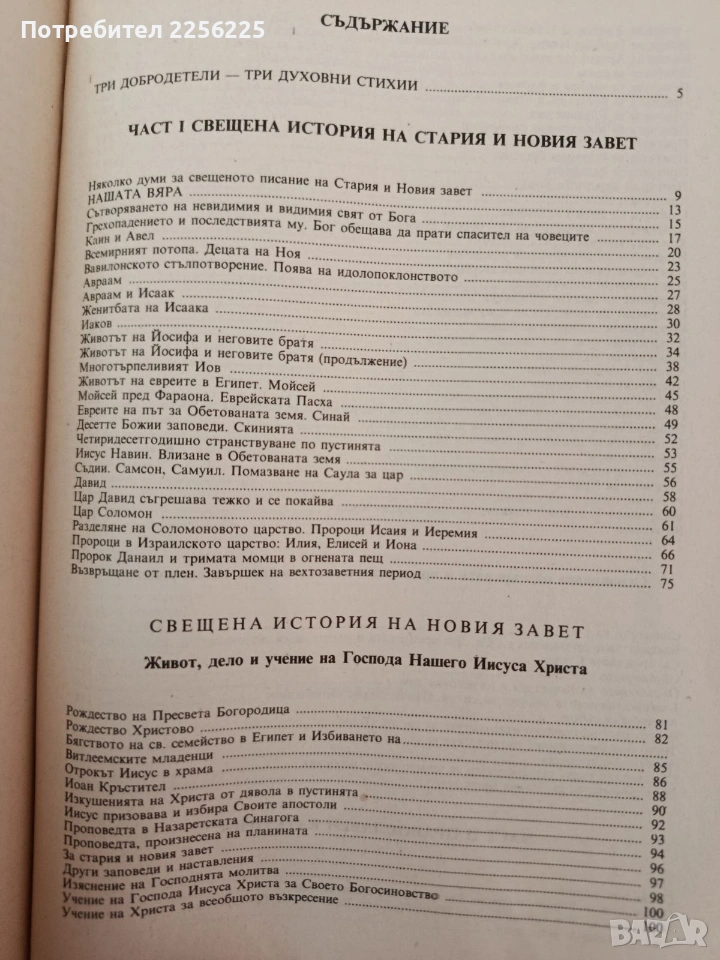 Потребител 2256225
СЪДЪРЖАНИЕ
ТРИ ДОБРОДЕТЕЛИ — ТРИ ДУХОВНИ СТИХИИ 5
ЧАСТ I СВЕЩЕНА ИСТОРИЯ НА СТАРИЯ И НОВИЯ ЗАВЕТ
Няколко думи за свещеното писание на Стария и Новия завет 9
НАШАТА ВЯРА 13
Сътворяването на невидимия и видимия свят от Бога 15
Грехопадението и последствията му. Бог обещава да прати спасител на човеците 17
Каин и Авел 20
Всемирният потопа. Децата на Ноя 23
Вавилонското стълпотворение. Поява на идолопоклонството 25
Авраам 27
Авраам и Исаак 28
Женитбата на Исаака 30
Иаков 32
Животът на Йосифа и неговите братя 34
Животът на Йосифа и неговите братя (продължение) 38
Многотърпеливият Иов 42
Животът на евреите в Египет. Мойсей 45
Мойсей пред Фараона. Еврейската Пасха 48
Евреите на път за Обетованата земя. Синай 49
Десетте Божии заповеди. Скинията 52
Четиридесетгодишно странствуване по пустинята 53
Иисус Навин. Влизане в Обетованата земя 55
Съдии. Самсон, Самуил. Помазване на Саула за цар 56
Давид 58
Цар Давид съгрешава тежко и се покайва 60
Цар Соломон 61
Разделяне на Соломоновото царство. Пророци Исаия и Иеремия 64
Пророци в Израилското царство: Илия, Елисей и Иона 66
Пророк Данаил и тримата момци в огнената пещ 71
Възвръщане от плен. Завършек на вехтозаветния период 75
СВЕЩЕНА ИСТОРИЯ НА НОВИЯ ЗАВЕТ
Живот, дело и учение на Господа Нашего Иисуса Христа
Рождество на Пресвета Богородица 81
Рождество Христово 82
Бягството на св. семейство в Египет и Избиването на
Витлеемските младенци 85
Отрокът Иисус в храма 86
Иоан Кръстител 88
Изкушенията на Христа от дявола в пустинята 90
Иисус призовава и избира Своите апостоли 92
Проповедта в Назаретската Синагога 93
Проповедта, произнесена на планината 94
За стария и новия завет 96
Други заповеди и наставления 97
Изяснение на Господнята молитва 98
Учение на Господа Иисуса Христа за Своето Богосиновство 100
Учение на Христа за всеобщото възкресение 102
BAZAR